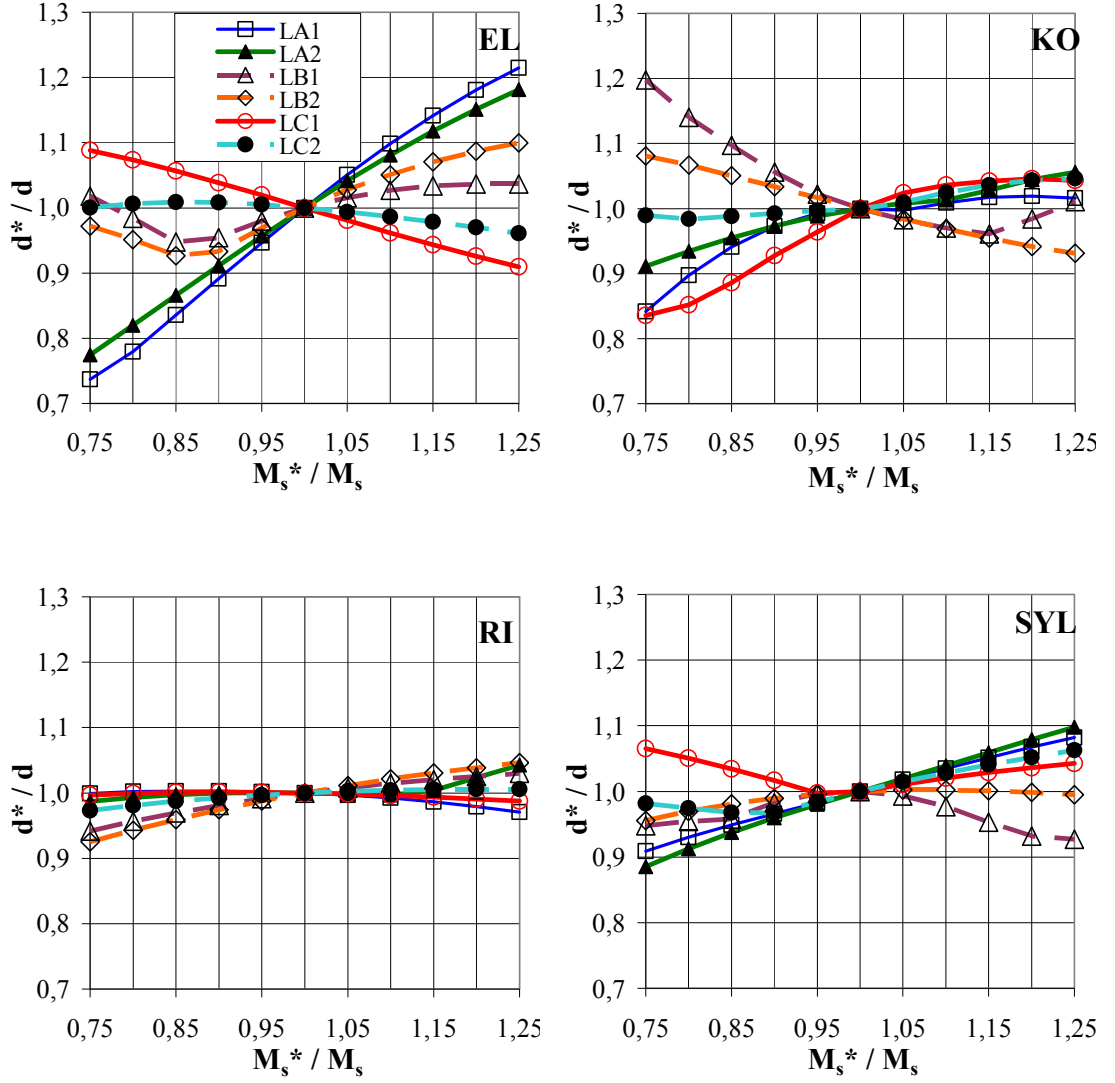 EL
LA1
LA2
LB1
LB2
LC1
LC2
1,3
1,2
1,1
1,0
0,9
0,8
0,7
d* / d
0,75 0,85 0,95 1,05 1,15 1,25
Ms* / Ms
KO
1,3
1,2
1,1
1,0
0,9
0,8
0,7
d* / d
0,75 0,85 0,95 1,05 1,15 1,25
Ms* / Ms
RI
1,3
1,2
1,1
1,0
0,9
0,8
0,7
d* / d
0,75 0,85 0,95 1,05 1,15 1,25
Ms* / Ms
SYL
1,3
1,2
1,1
1,0
0,9
0,8
0,7
d* / d
0,75 0,85 0,95 1,05 1,15 1,25
Ms* / Ms